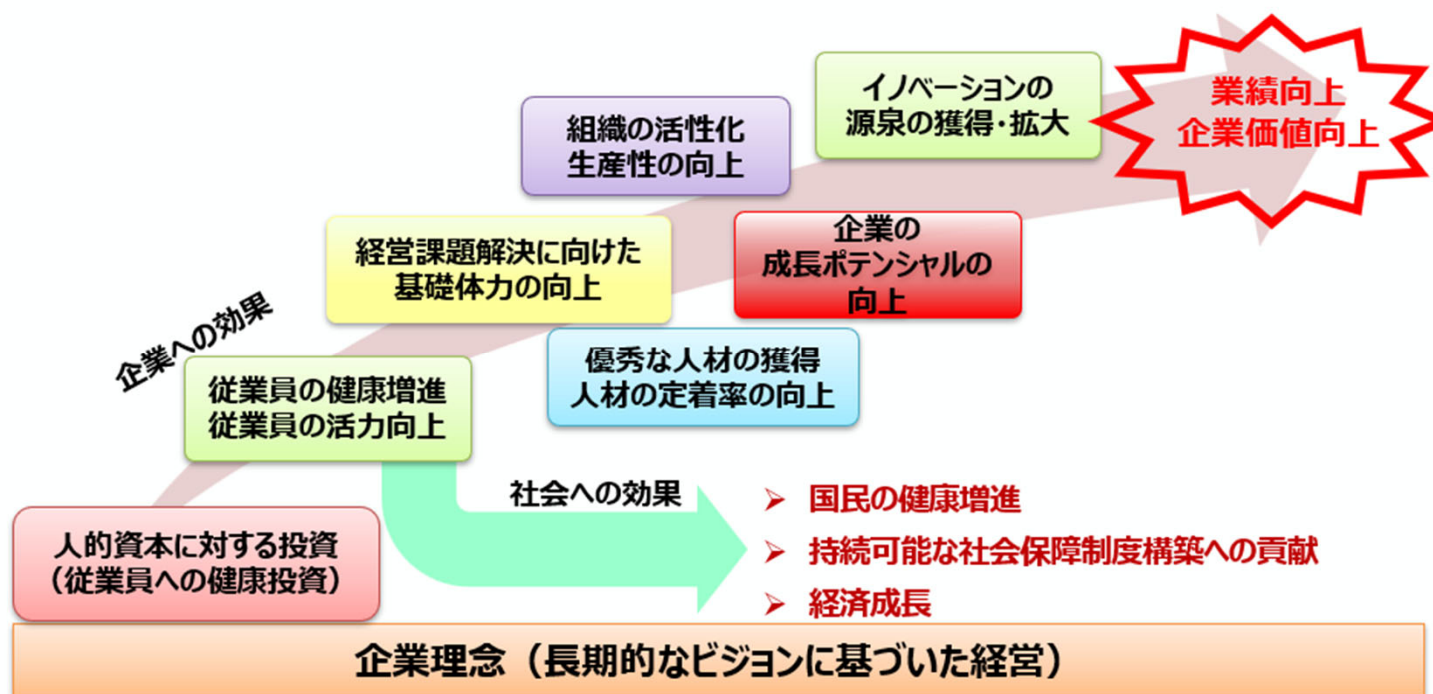 イノベーションの
源泉の獲得・拡大
業績向上
企業価値向上
組織の活性化
生産性の向上
経営課題解決に向けた
基礎体力の向上
企業の
成長ポテンシャルの
向上
企業への効果
従業員の健康増進
従業員の活力向上
優秀な人材の獲得
人材の定着率の向上
人的資本に対する投資
（従業員への健康投資）
社会への効果
➢ 国民の健康増進
➢ 持続可能な社会保障制度構築への貢献
➢ 経済成長
企業理念（長期的なビジョンに基づいた経営）